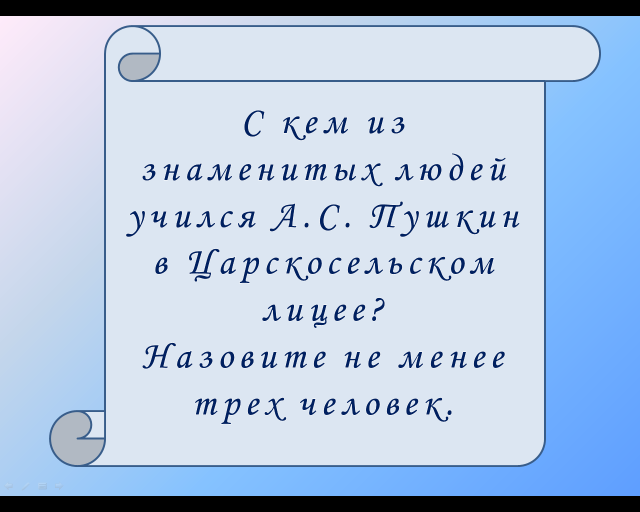 С кем из
знаменитых людей
учился А.С. Пушкин
в Царскосельском
лицее?
Назовите не менее
трех человек.